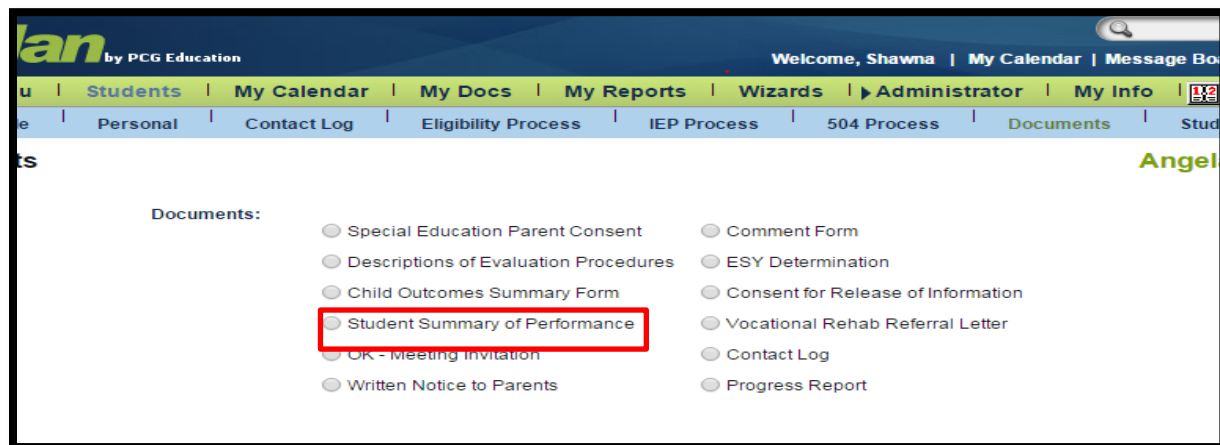 lan by PCG Education
Welcome, Shawna | My Calendar | Message Boa
u | Students | My Calendar | My Docs | My Reports | Wizards | ▶Administrator | My Info |
le | Personal | Contact Log | Eligibility Process | IEP Process | 504 Process | Documents | Stud
ts
Angela
Documents:
Special Education Parent Consent
Comment Form
Descriptions of Evaluation Procedures
ESY Determination
Child Outcomes Summary Form
Consent for Release of Information
Student Summary of Performance
Vocational Rehab Referral Letter
OK - Meeting Invitation
Contact Log
Written Notice to Parents
Progress Report